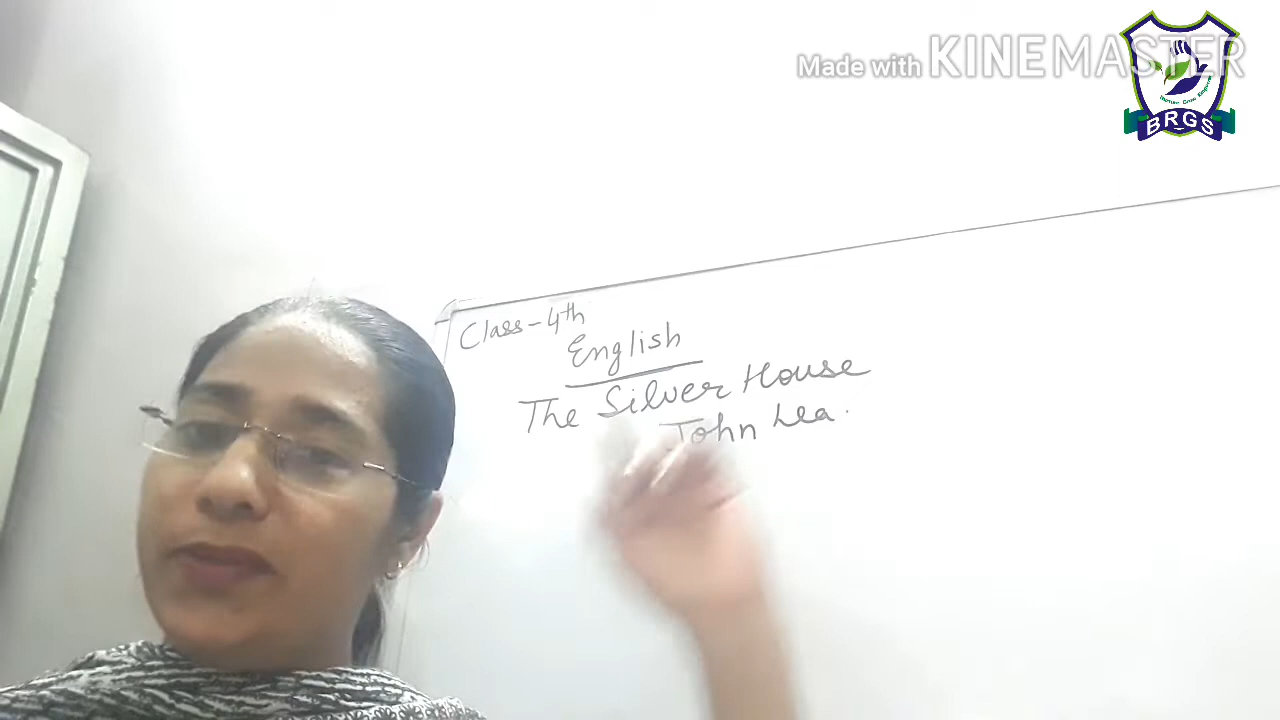 Made with KINEMASTER
BRGS
Class-4th
English
The Silver House
John Lea.